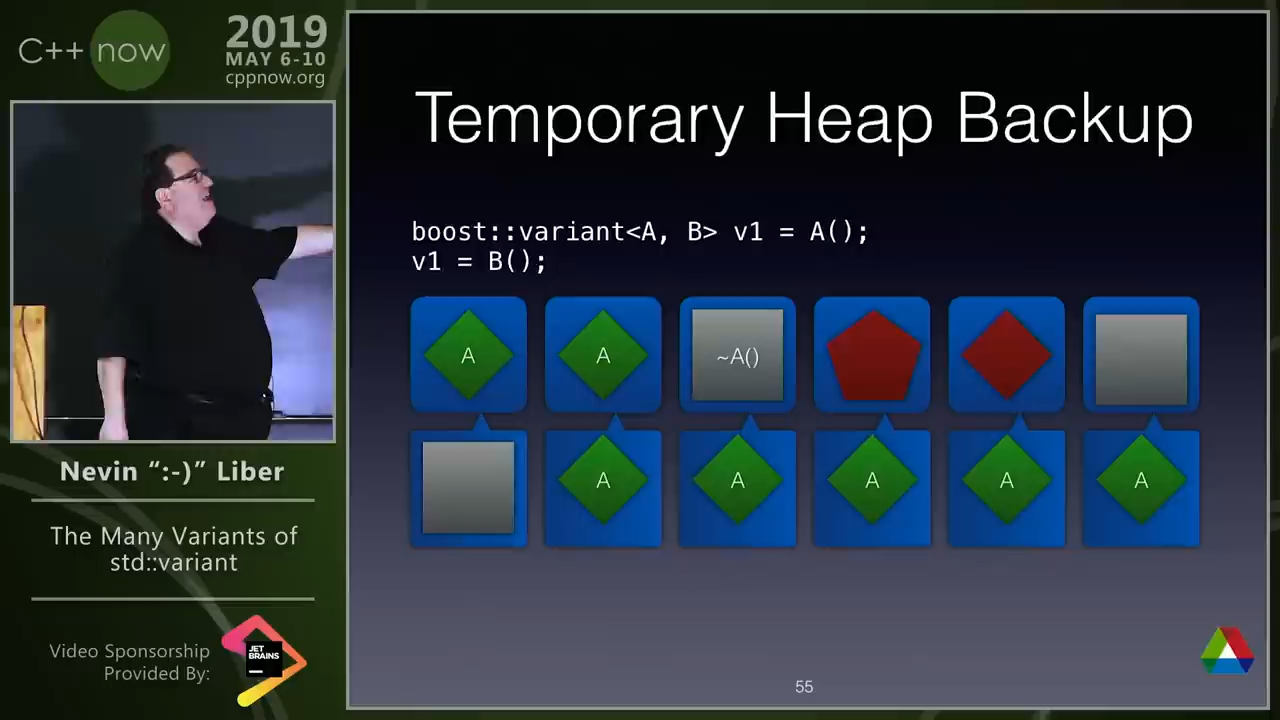 C++ now
2019
MAY 6-10
cppnow.org
Nevin “:-)” Liber
The Many Variants of
std::variant
Video Sponsorship
Provided By:
JET
BRAINS
Temporary Heap Backup
boost::variant<A, B> v1 = A();
v1 = B();
A
A
~A()
A
A
A
A
A
55